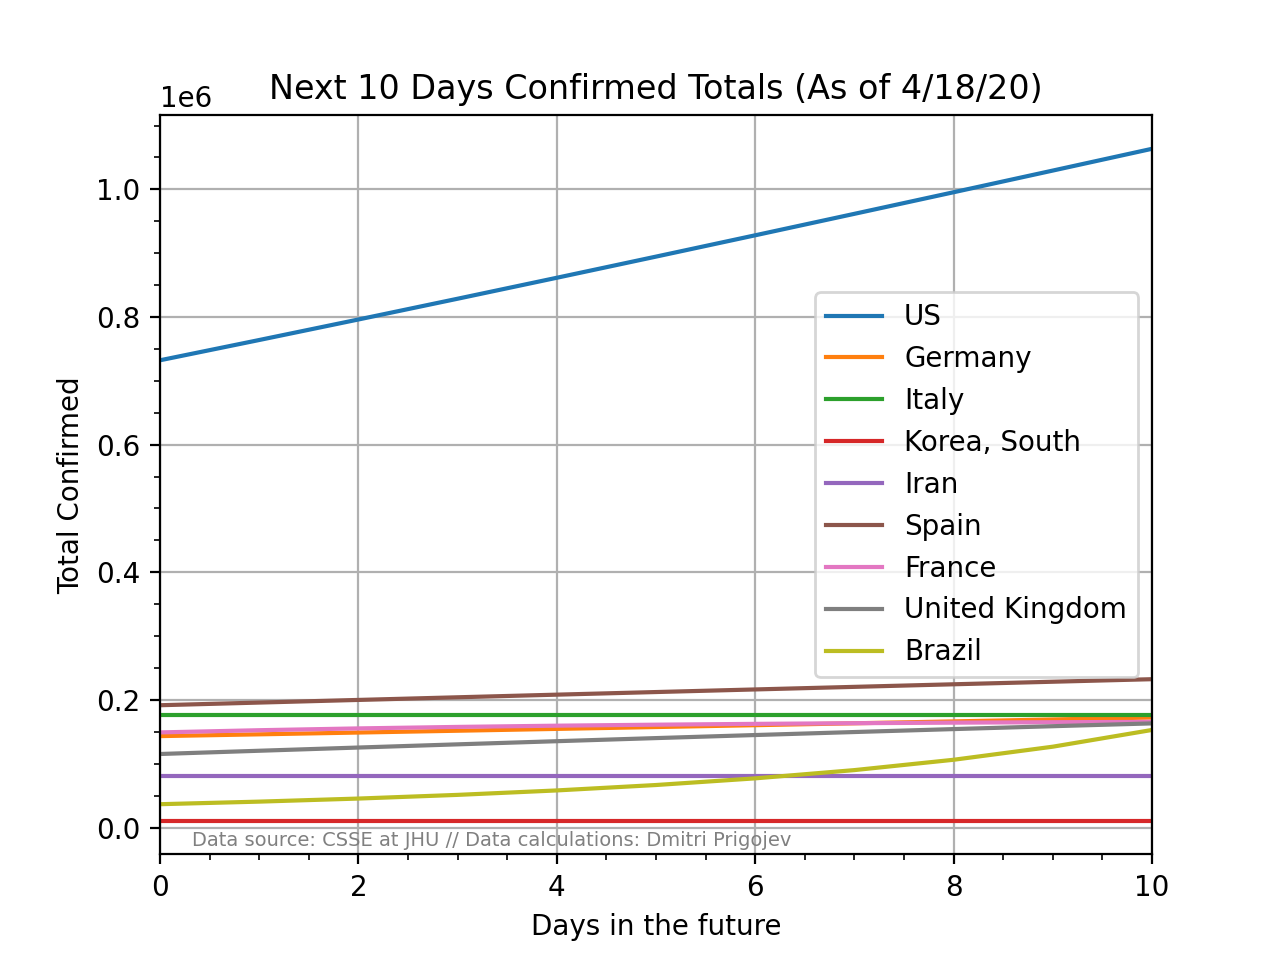 Next 10 Days Confirmed Totals (As of 4/18/20)
1e6
1.0
0.8
0.6
0.4
0.2
0.0
Total Confirmed
US
Germany
Italy
Korea, South
Iran
Spain
France
United Kingdom
Brazil
Data source: CSSE at JHU // Data calculations: Dmitri Prigojev
0 2 4 6 8 10
Days in the future